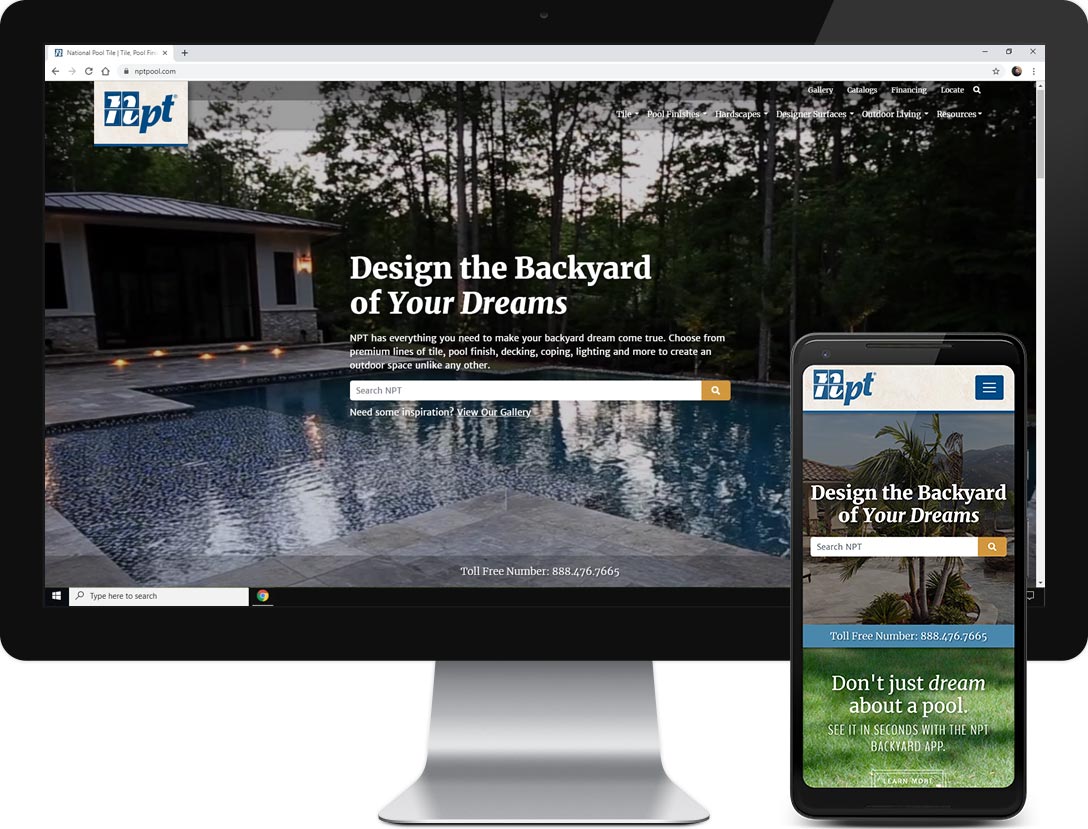 National Pool Tile | Tile, Pool Fin
nptpool.com
npt
Gallery Catalogs Financing Locate
Tile Pool Finishes Hardscapes Designer Surfaces Outdoor Living Resources
Design the Backyard
of Your Dreams
NPT has everything you need to make your backyard dream come true. Choose from
premium lines of tile, pool finish, decking, coping, lighting and more to create an
outdoor space unlike any other.
Search NPT
Need some inspiration? View Our Gallery
Toll Free Number: 888.476.7665
Type here to search
npt
Design the Backyard
of Your Dreams
Search NPT
Toll Free Number: 888.476.7665
Don't just dream
about a pool.
SEE IT IN SECONDS WITH THE NPT
BACKYARD APP.
LEARN MORE